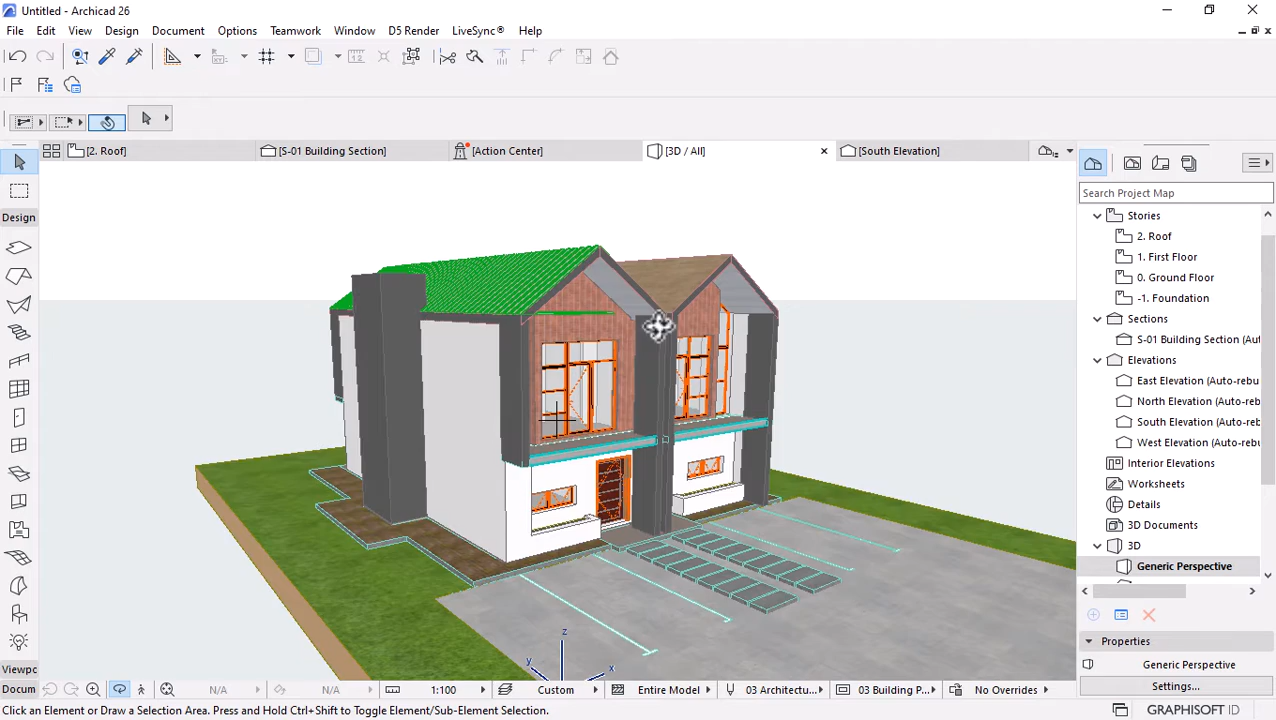 Untitled - Archicad 26
File Edit View Design Document Options Teamwork Window D5 Render LiveSync® Help
[2. Roof] [S-01 Building Section] [Action Center] [3D / All] [South Elevation]
Search Project Map
Design
Stories
2. Roof
1. First Floor
0. Ground Floor
-1. Foundation
Sections
S-01 Building Section (Aut
Elevations
East Elevation (Auto-reb
North Elevation (Auto-reb
South Elevation (Auto-reb
West Elevation (Auto-reb
Interior Elevations
Worksheets
Details
3D Documents
3D
Generic Perspective
Properties
Generic Perspective
Settings...
z
y x
Viewpc
Docum N/A N/A 1:100 Custom Entire Model 03 Architectu... 03 Building P... No Overrides
Click an Element or Draw a Selection Area. Press and Hold Ctrl+Shift to Toggle Element/Sub-Element Selection.
GRAPHISOFT ID